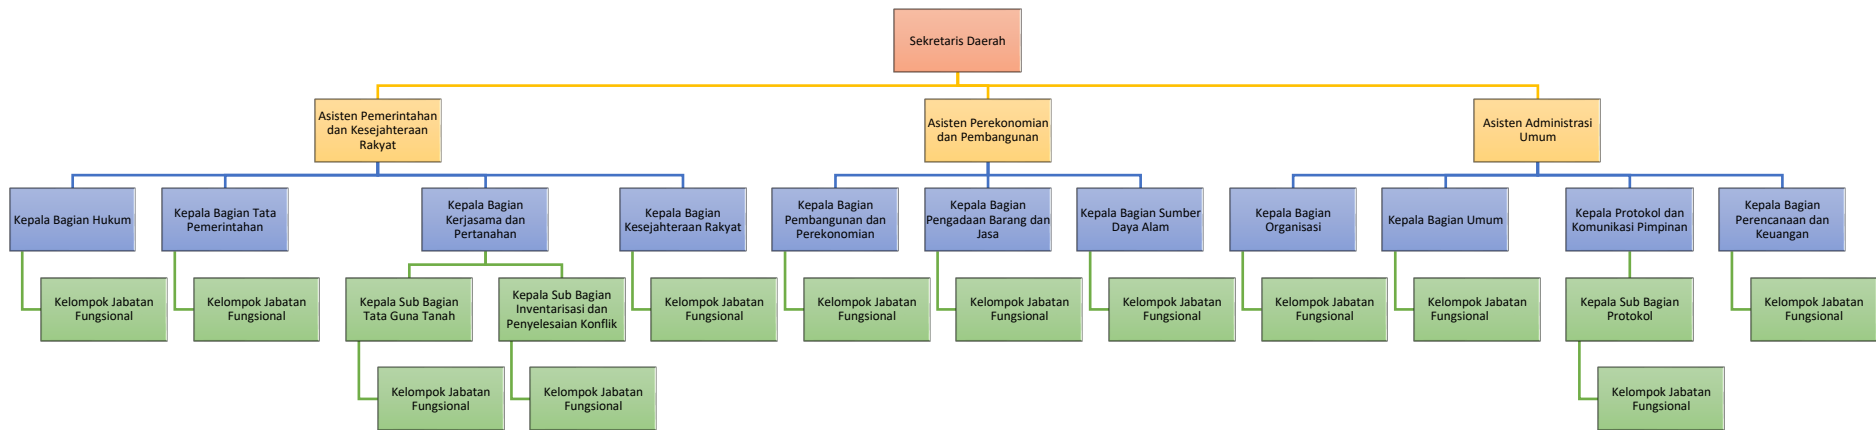 Sekretaris Daerah
Asisten Pemerintahan
dan Kesejahteraan
Rakyat
Asisten Perekonomian
dan Pembangunan
Asisten Administrasi
Umum
Kepala Bagian Hukum
Kepala Bagian Tata
Pemerintahan
Kepala Bagian
Kerjasama dan
Pertanahan
Kepala Bagian
Kesejahteraan Rakyat
Kepala Bagian
Pembangunan dan
Perekonomian
Kepala Bagian
Pengadaan Barang dan
Jasa
Kepala Bagian Sumber
Daya Alam
Kepala Bagian
Organisasi
Kepala Bagian Umum
Kepala Protokol dan
Komunikasi Pimpinan
Kepala Bagian
Perencanaan dan
Keuangan
Kelompok Jabatan
Fungsional
Kelompok Jabatan
Fungsional
Kepala Sub Bagian
Tata Guna Tanah
Kepala Sub Bagian
Inventarisasi dan
Penyelesaian Konflik
Kelompok Jabatan
Fungsional
Kelompok Jabatan
Fungsional
Kelompok Jabatan
Fungsional
Kelompok Jabatan
Fungsional
Kelompok Jabatan
Fungsional
Kelompok Jabatan
Fungsional
Kepala Sub Bagian
Protokol
Kelompok Jabatan
Fungsional
Kelompok Jabatan
Fungsional
Kelompok Jabatan
Fungsional
Kelompok Jabatan
Fungsional